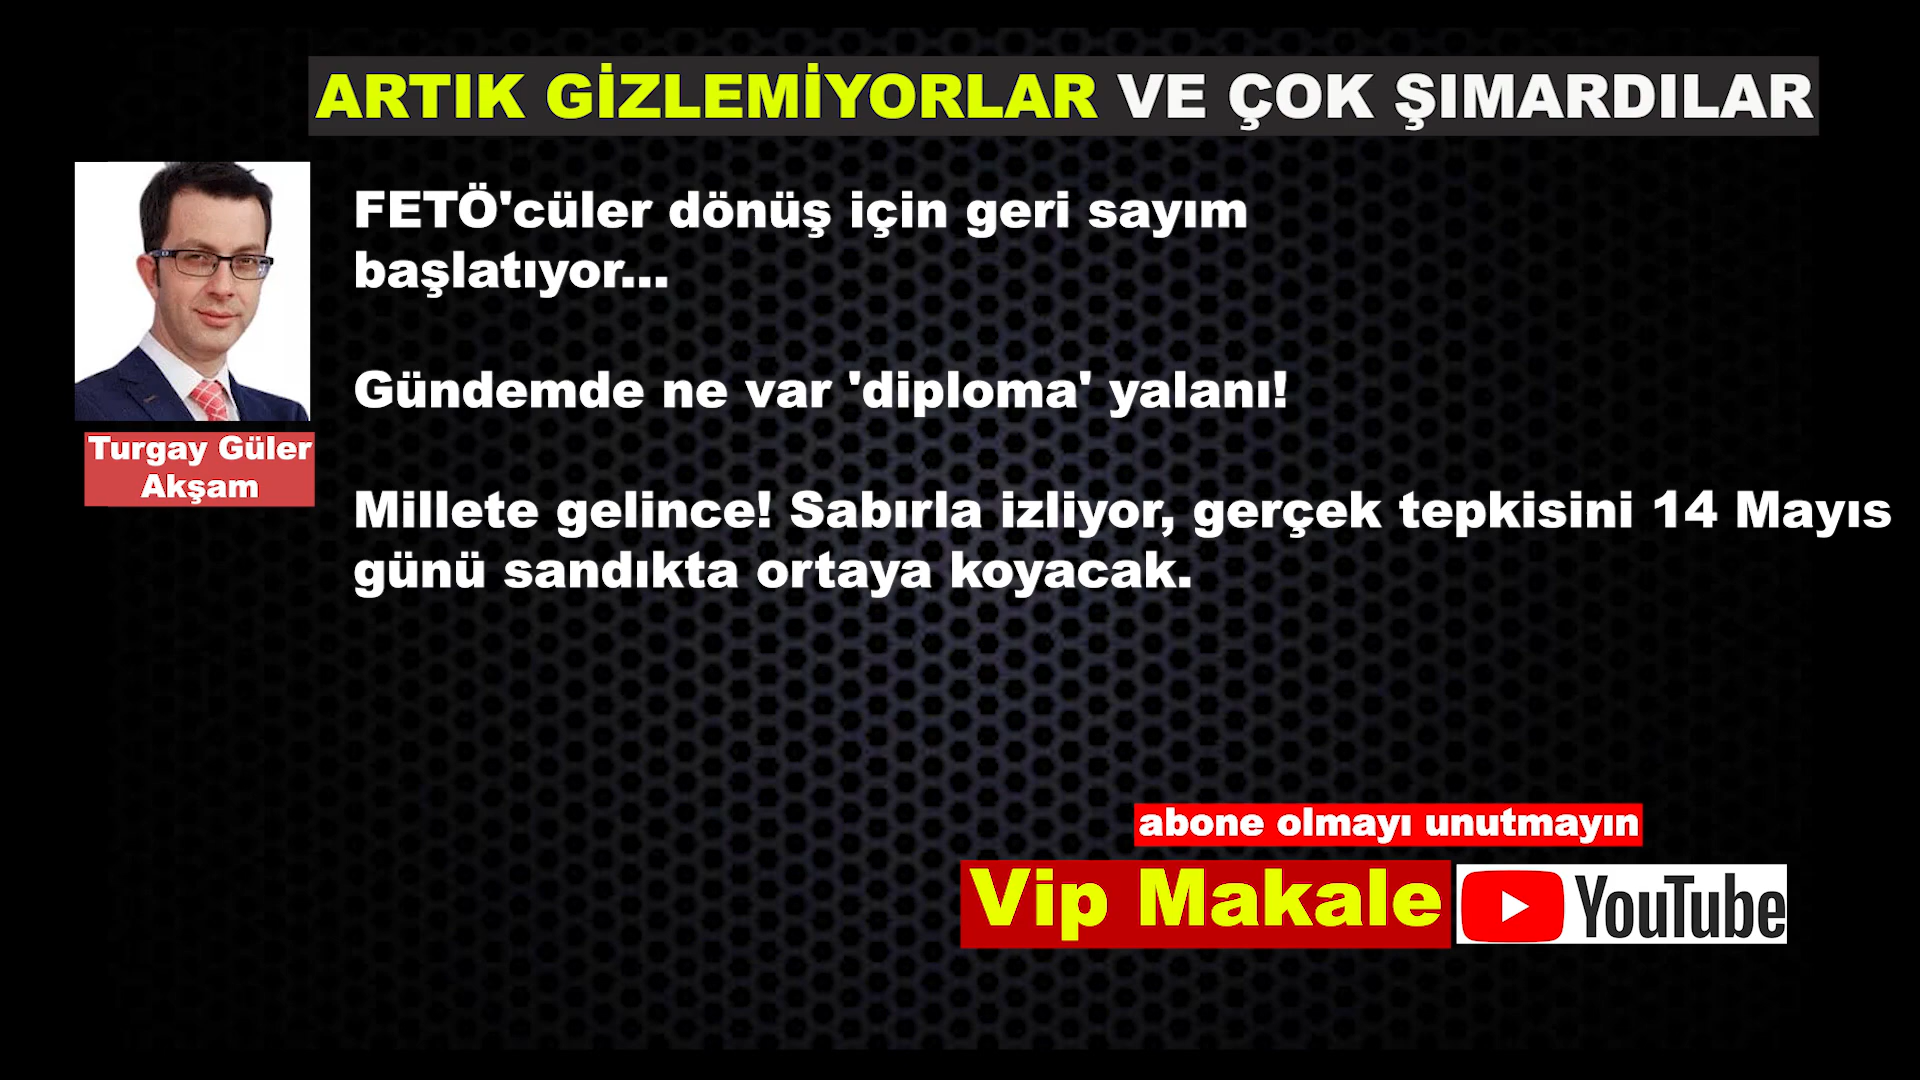 ARTIK GİZLEMİYORLAR VE ÇOK ŞIMARDILAR
Turgay Güler
Akşam
FETÖ'cüler dönüş için geri sayım
başlatıyor...
Gündemde ne var 'diploma' yalanı!
Millete gelince! Sabırla izliyor, gerçek tepkisini 14 Mayıs
günü sandıkta ortaya koyacak.
abone olmayı unutmayın
Vip Makale
YouTube